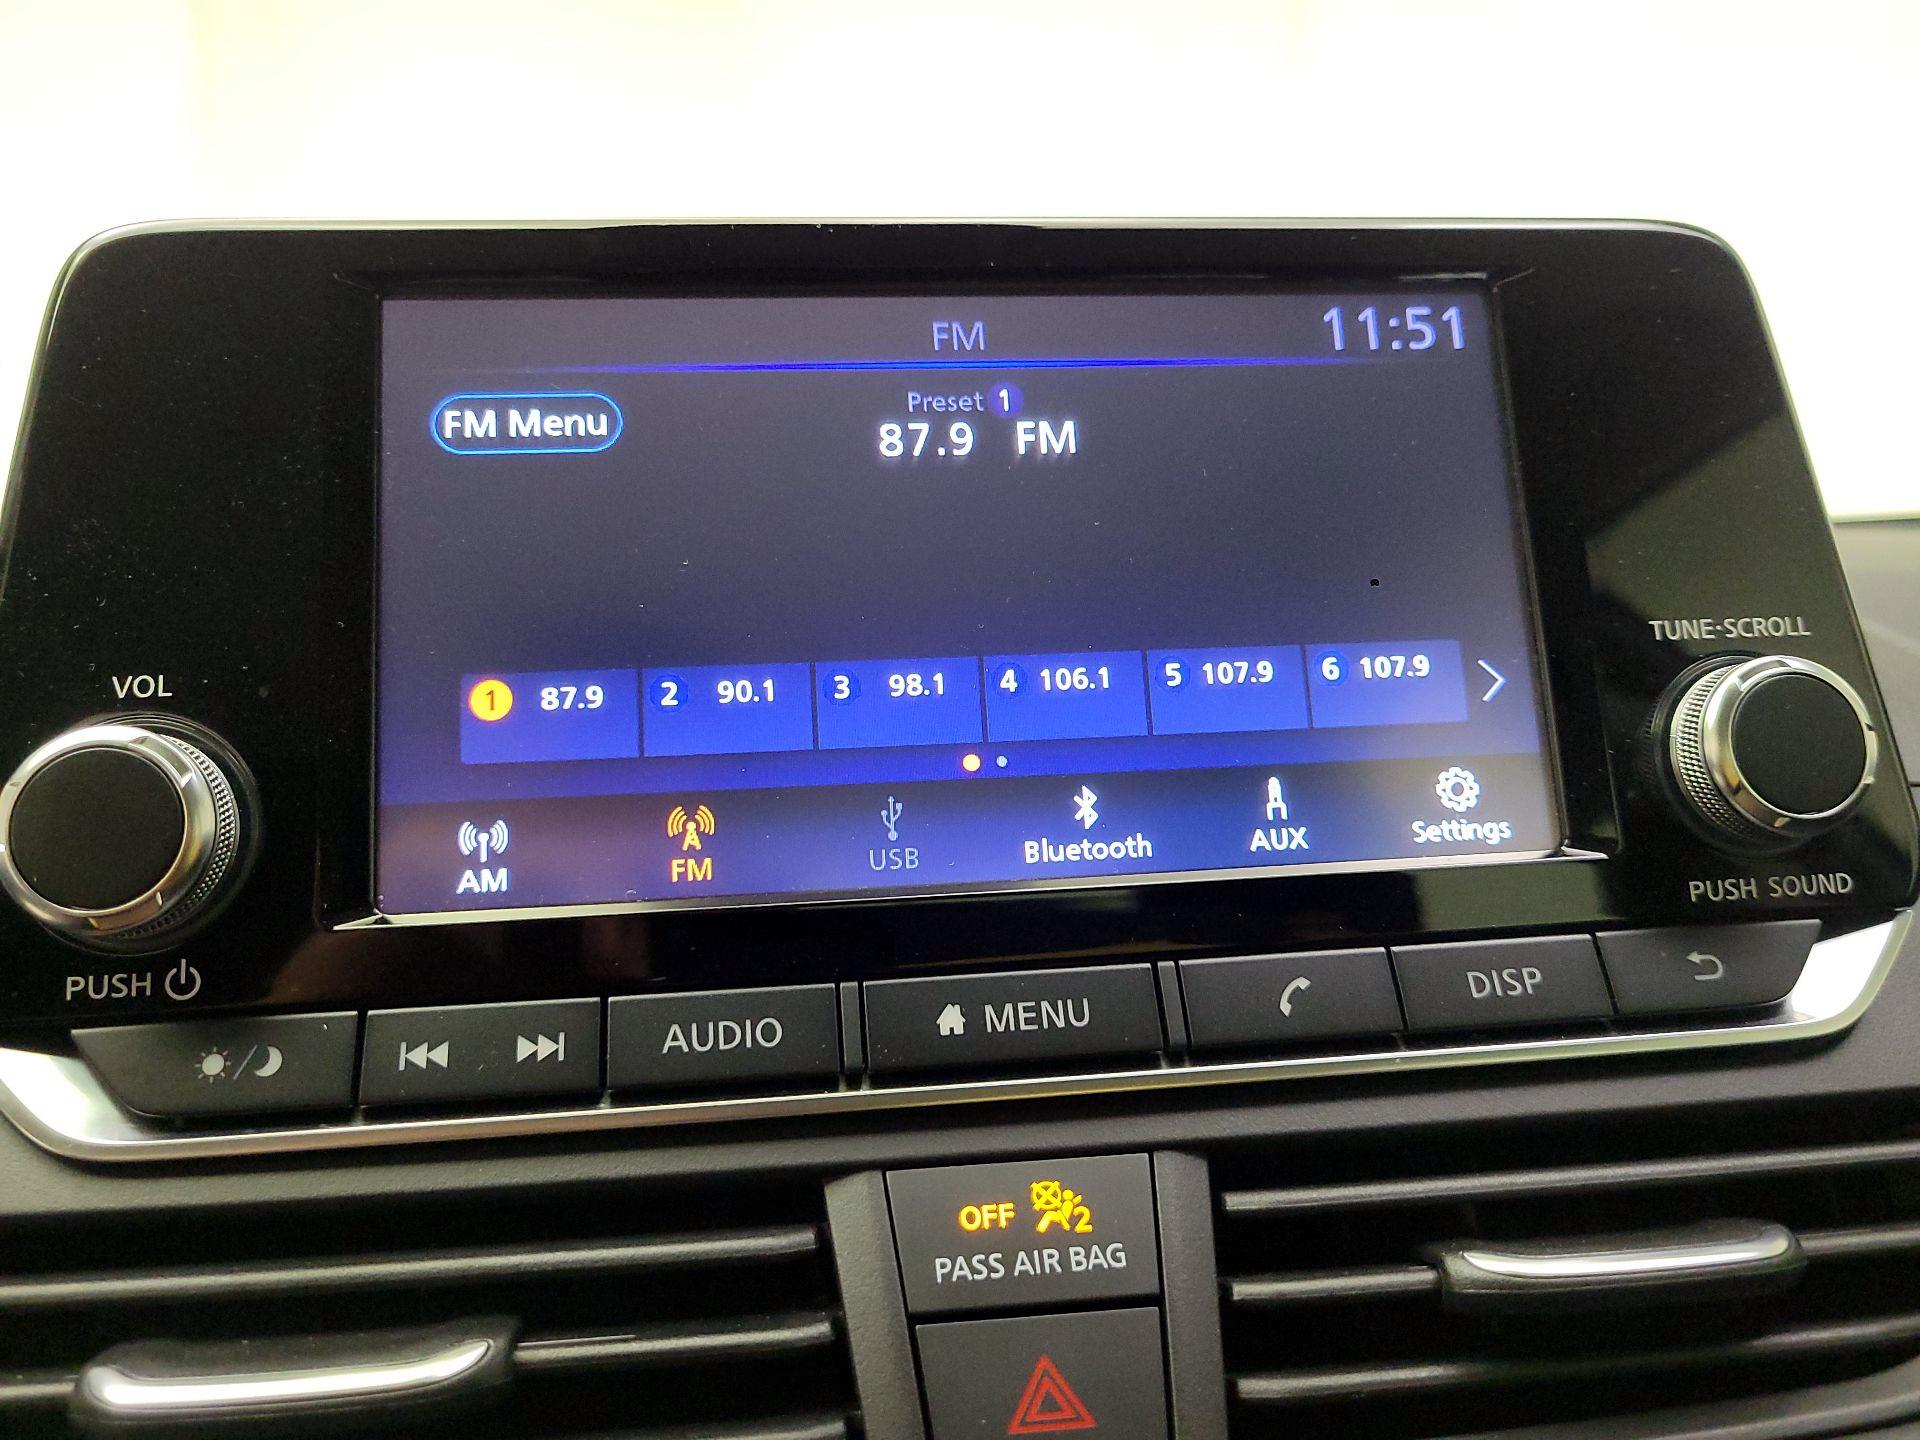 FM 11:51
FM Menu
Preset 1
87.9 FM
1 87.9 2 90.1 3 98.1 4 106.1 5 107.9 6 107.9
AM FM USB Bluetooth AUX Settings
VOL
PUSH
TUNE·SCROLL
PUSH SOUND
AUDIO MENU DISP
OFF 2
PASS AIR BAG